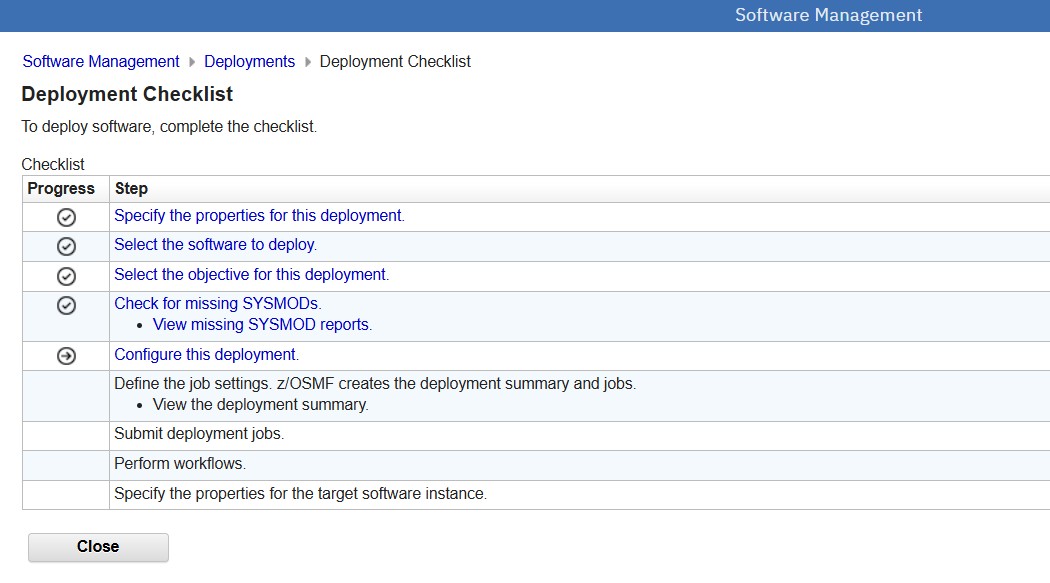 Software Management
Software Management Deployments Deployment Checklist
Deployment Checklist
To deploy software, complete the checklist.
Checklist
Progress Step
Specify the properties for this deployment.
Select the software to deploy.
Select the objective for this deployment.
Check for missing SYSMODs.
• View missing SYSMOD reports.
Configure this deployment.
Define the job settings. z/OSMF creates the deployment summary and jobs.
• View the deployment summary.
Submit deployment jobs.
Perform workflows.
Specify the properties for the target software instance.
Close